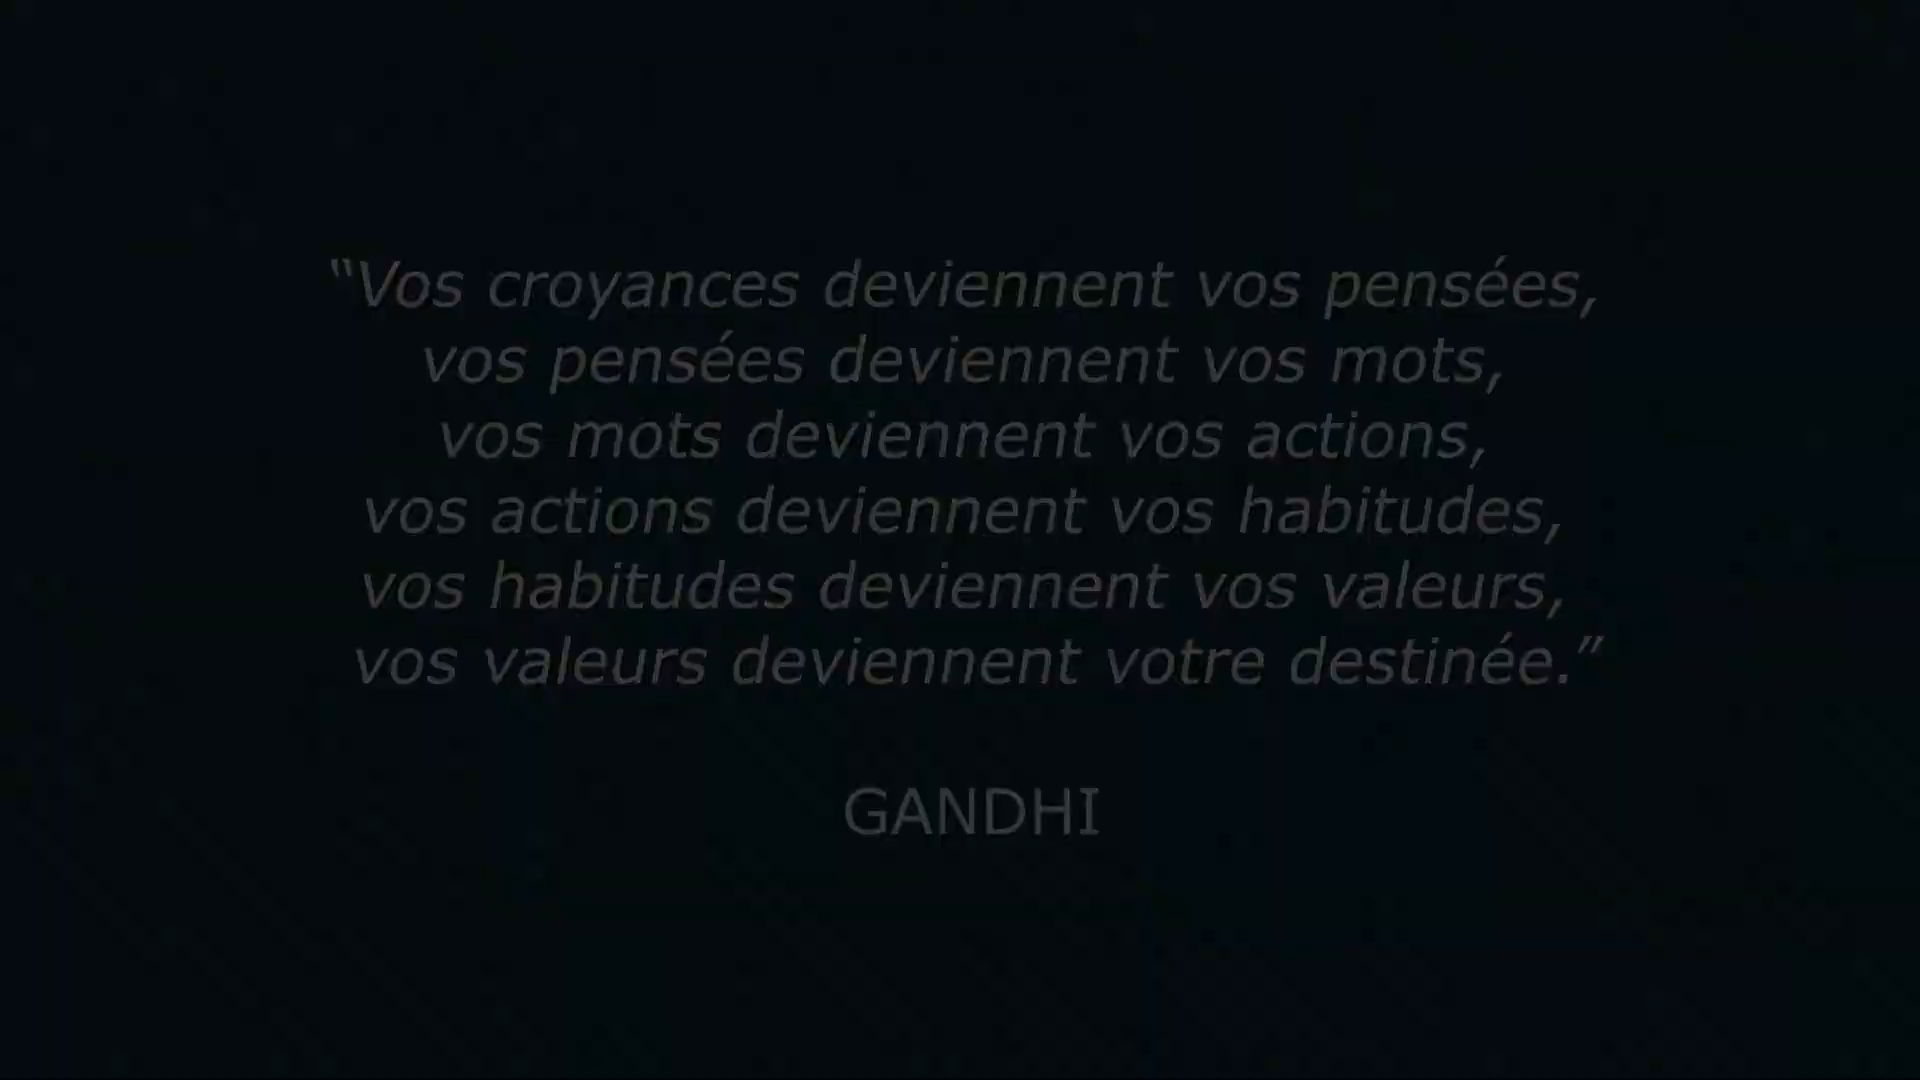 “Vos croyances deviennent vos pensées,
vos pensées deviennent vos mots,
vos mots deviennent vos actions,
vos actions deviennent vos habitudes,
vos habitudes deviennent vos valeurs,
vos valeurs deviennent votre destinée.”
GANDHI